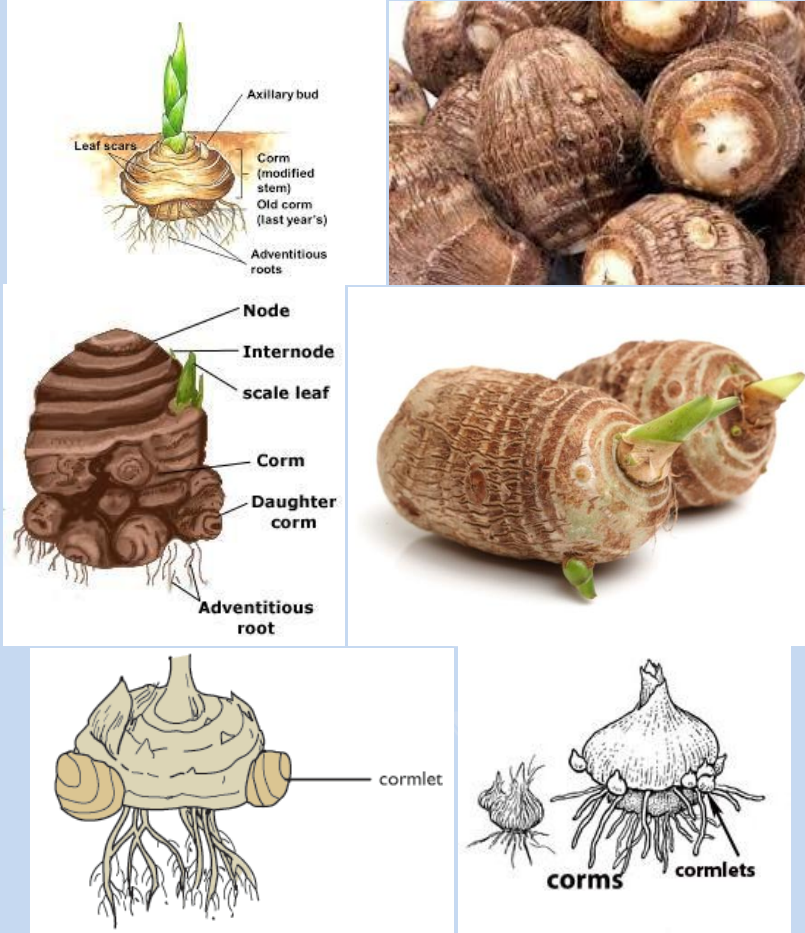 Axillary bud
Leaf scars
Corm
(modified
stem)
Old corm
(last year's)
Adventitious
roots
Node
Internode
scale leaf
Corm
Daughter
corm
Adventitious
root
cormlet
corms
cormlets